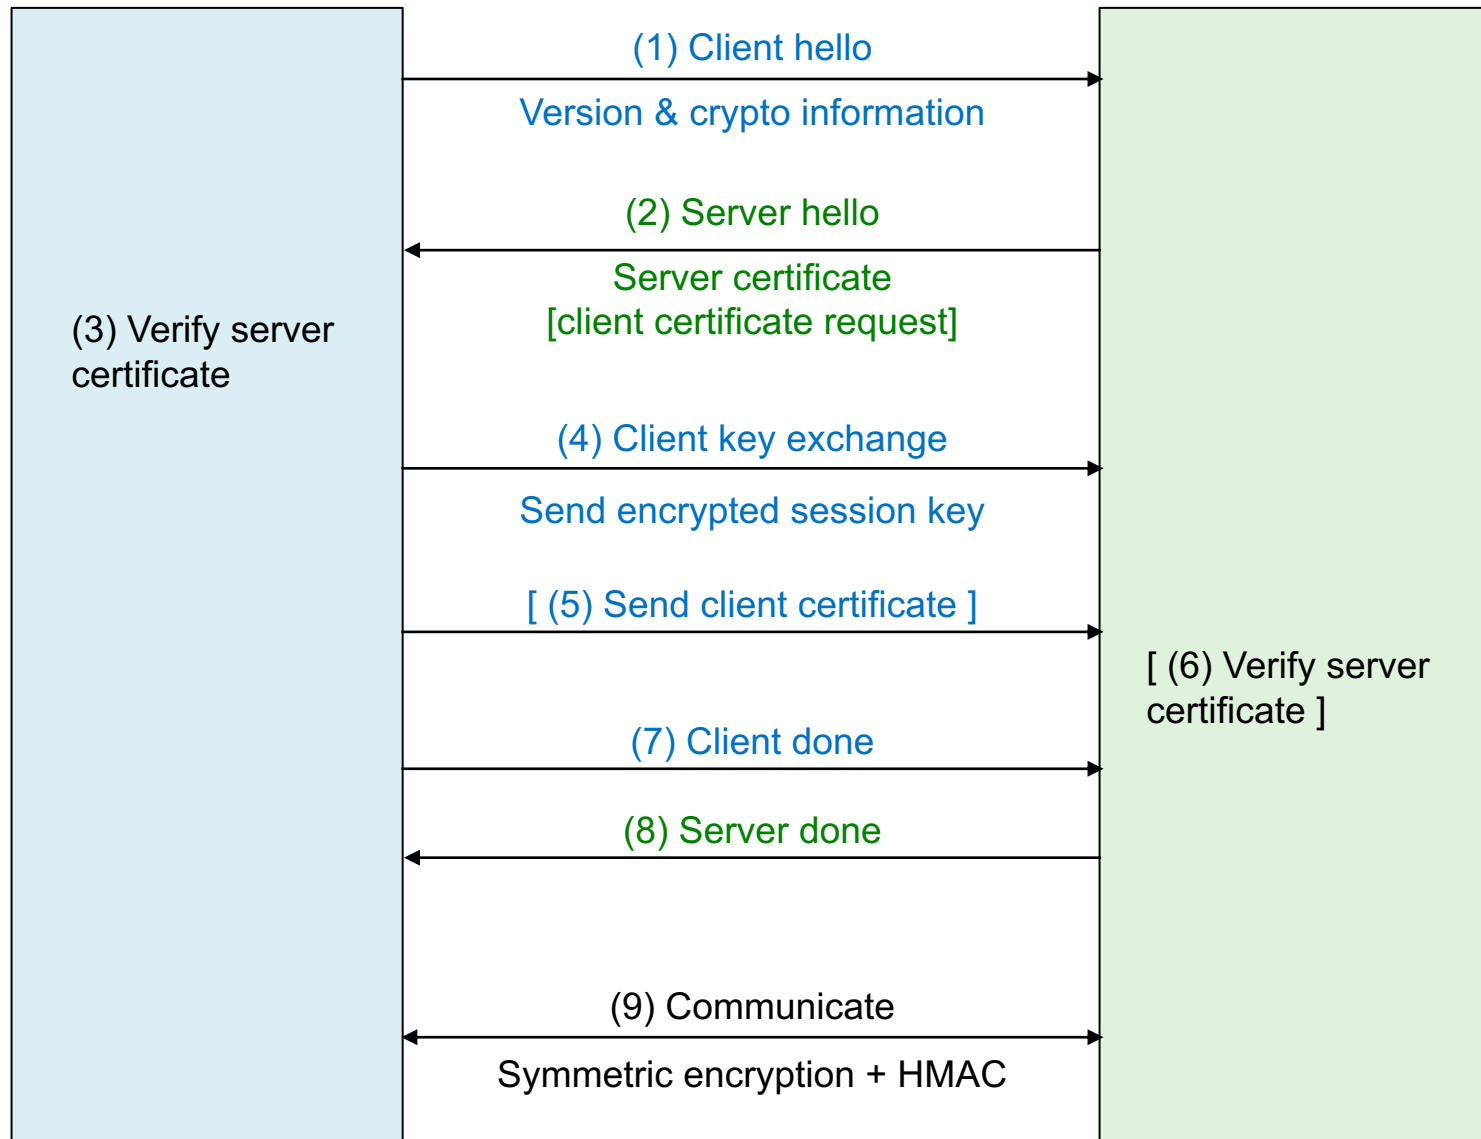 (1) Client hello
Version & crypto information
(2) Server hello
Server certificate
[client certificate request]
(3) Verify server
certificate
(4) Client key exchange
Send encrypted session key
[ (5) Send client certificate ]
[ (6) Verify server
certificate ]
(7) Client done
(8) Server done
(9) Communicate
Symmetric encryption + HMAC